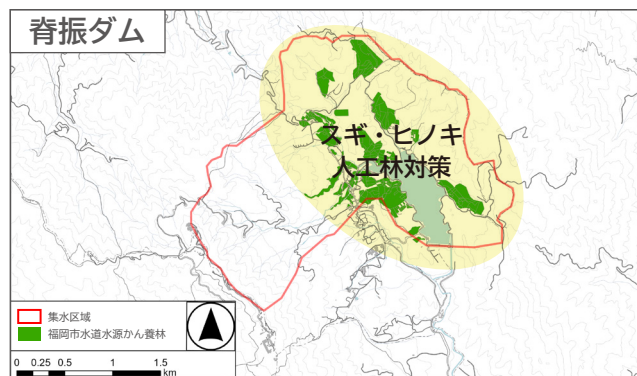 脊振ダム
スギ・ヒノキ
人工林対策
集水区域
福岡市水道水源かん養林
0 0.25 0.5 1 1.5
km